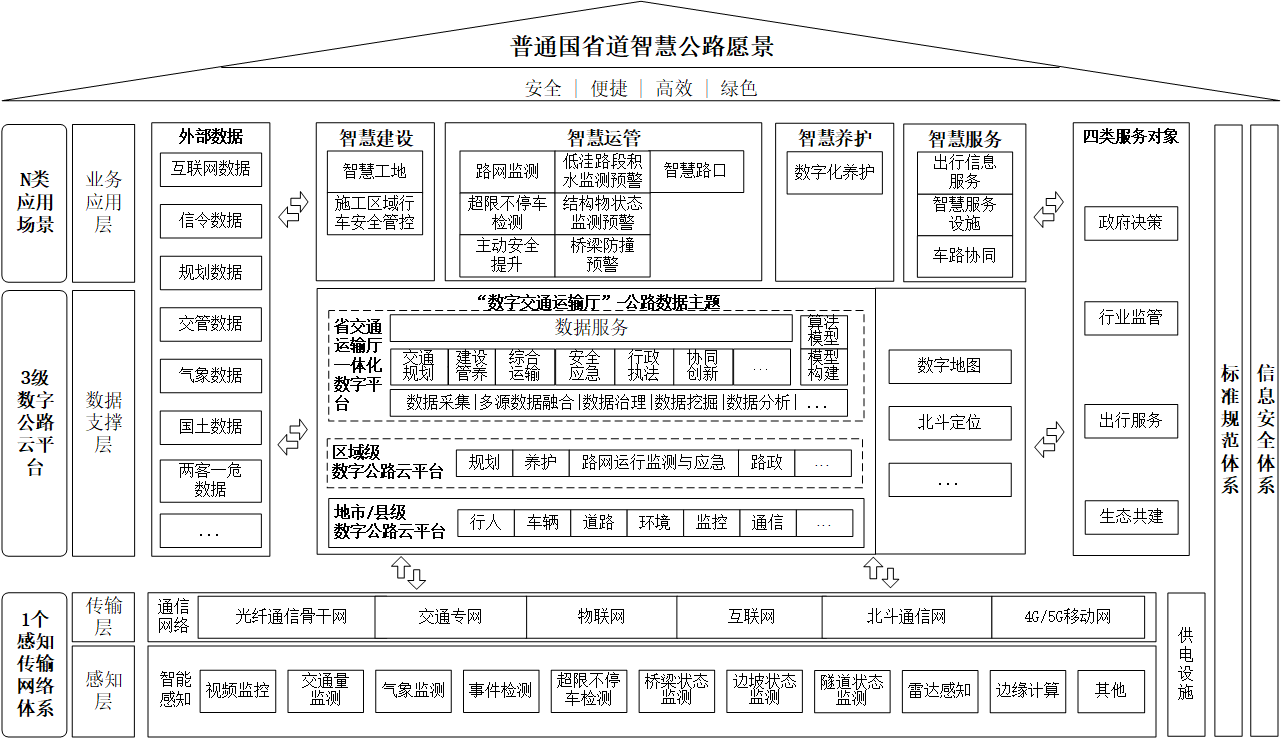 普通国省道智慧公路愿景
安全 | 便捷 | 高效 | 绿色
N类
应用
场景
业务
应用
层
外部数据
互联网数据
信令数据
规划数据
交管数据
气象数据
国土数据
两客一危
数据
...
智慧建设
智慧工地
施工区域行
车安全管控
智慧运管
路网监测
低洼路段积
水监测预警
智慧路口
超限不停车
检测
结构物状态
监测预警
主动安全
提升
桥梁防撞
预警
智慧养护
数字化养护
智慧服务
出行信息
服务
智慧服务
设施
车路协同
四类服务对象
政府决策
行业监管
出行服务
生态共建
标准规范体系
信息安全体系
3级
数字
公路
云平
台
数据
支撑
层
“数字交通运输厅”-公路数据主题
省交通
运输厅
一体化
数字平
台
数据服务
算法
模型
模型
构建
交通
规划
建设
管养
综合
运输
安全
应急
行政
执法
协同
创新
...
数据采集|多源数据融合|数据治理|数据挖掘|数据分析|...
区域级
数字公路云平台
规划
养护
路网运行监测与应急
路政
...
地市/县级
数字公路云平台
行人
车辆
道路
环境
监控
通信
...
数字地图
北斗定位
...
1个
感知
传输
网络
体系
传输
层
通信
网络
光纤通信骨干网
交通专网
物联网
互联网
北斗通信网
4G/5G移动网
感知
层
智能
感知
视频监控
交通量
监测
气象监测
事件检测
超限不停
车检测
桥梁状态
监测
边坡状态
监测
隧道状态
监测
雷达感知
边缘计算
其他
供电设施